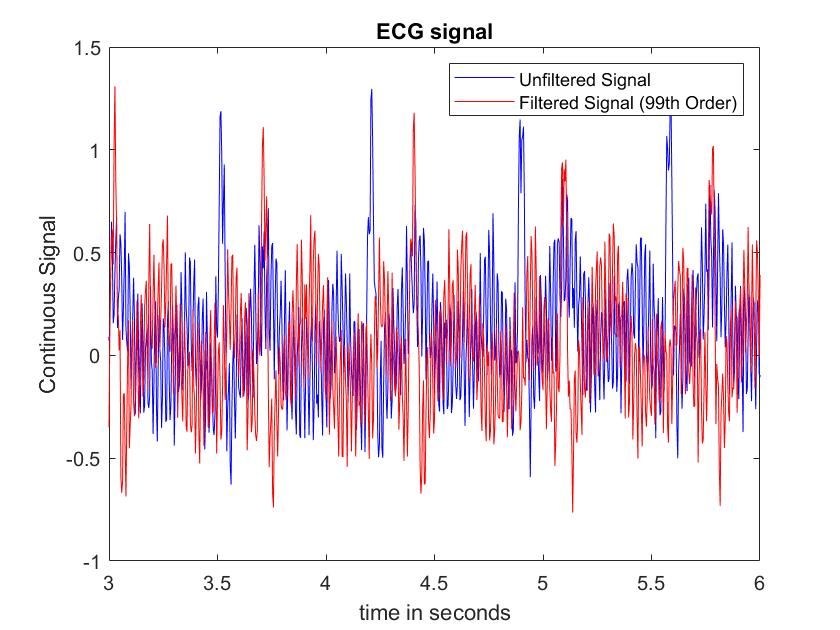 ECG signal
Unfiltered Signal
Filtered Signal (99th Order)
Continuous Signal
1.5
1
0.5
0
-0.5
-1
3
3.5
4
4.5
5
5.5
6
time in seconds